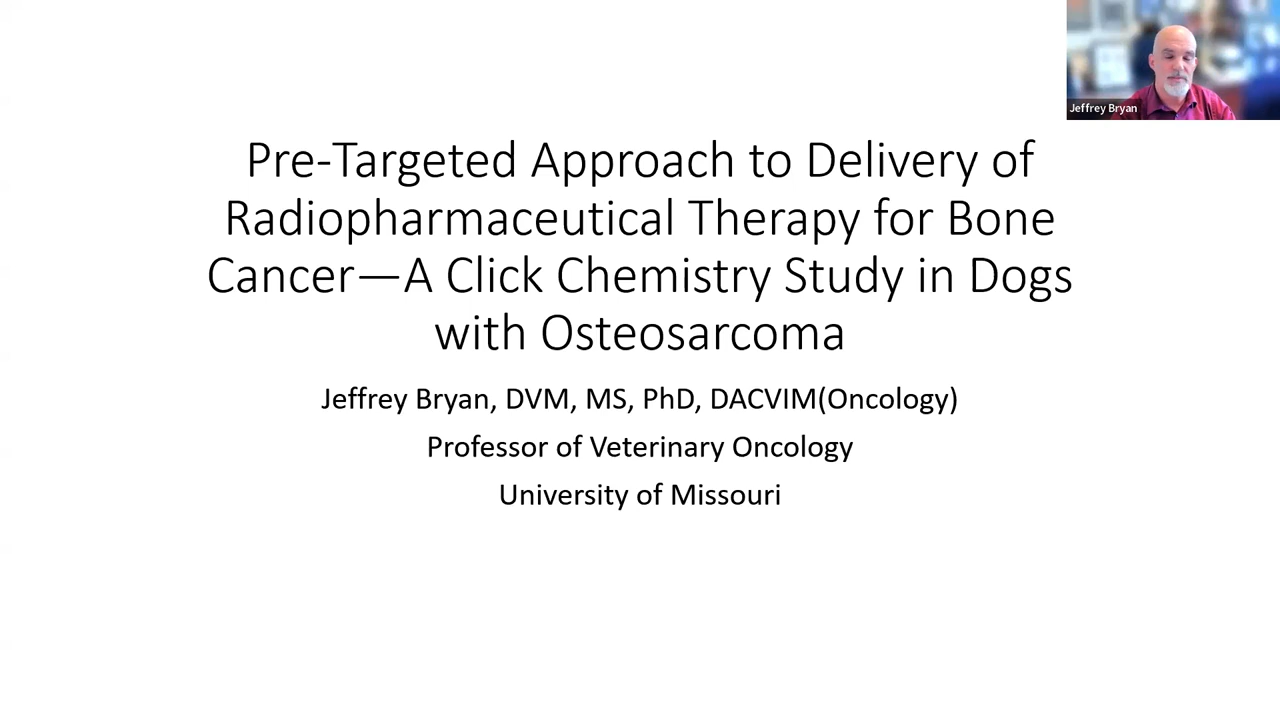 Jeffrey Bryan
Pre-Targeted Approach to Delivery of
Radiopharmaceutical Therapy for Bone
Cancer—A Click Chemistry Study in Dogs
with Osteosarcoma
Jeffrey Bryan, DVM, MS, PhD, DACVIM(Oncology)
Professor of Veterinary Oncology
University of Missouri